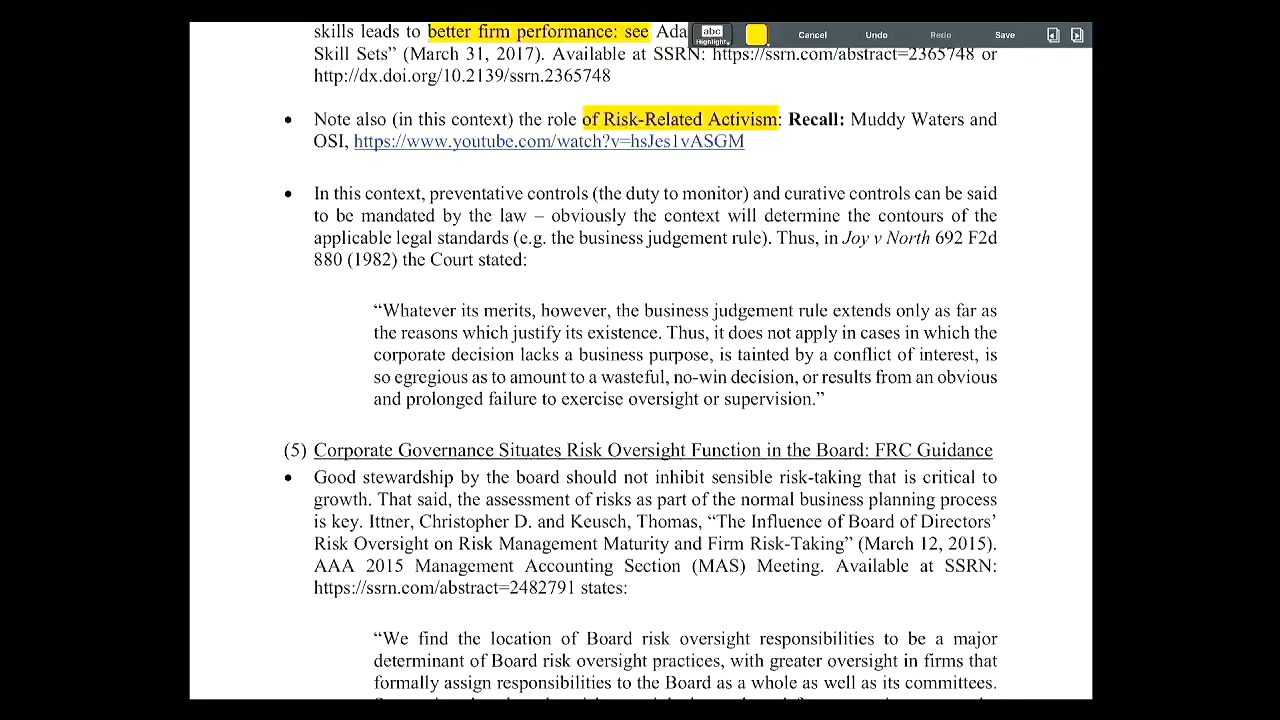 skills leads to better firm performance: see Ada
abc
Highlight
Cancel
Undo
Redo
Save
Skill Sets” (March 31, 2017). Available at SSRN: https://ssrn.com/abstract=2365748 or
http://dx.doi.org/10.2139/ssrn.2365748
• Note also (in this context) the role of Risk-Related Activism: Recall: Muddy Waters and
OSI, https://www.youtube.com/watch?v=hsJes1vASGM
• In this context, preventative controls (the duty to monitor) and curative controls can be said
to be mandated by the law – obviously the context will determine the contours of the
applicable legal standards (e.g. the business judgement rule). Thus, in Joy v North 692 F2d
880 (1982) the Court stated:
“Whatever its merits, however, the business judgement rule extends only as far as
the reasons which justify its existence. Thus, it does not apply in cases in which the
corporate decision lacks a business purpose, is tainted by a conflict of interest, is
so egregious as to amount to a wasteful, no-win decision, or results from an obvious
and prolonged failure to exercise oversight or supervision.”
(5) Corporate Governance Situates Risk Oversight Function in the Board: FRC Guidance
• Good stewardship by the board should not inhibit sensible risk-taking that is critical to
growth. That said, the assessment of risks as part of the normal business planning process
is key. Ittner, Christopher D. and Keusch, Thomas, “The Influence of Board of Directors’
Risk Oversight on Risk Management Maturity and Firm Risk-Taking” (March 12, 2015).
AAA 2015 Management Accounting Section (MAS) Meeting. Available at SSRN:
https://ssrn.com/abstract=2482791 states:
“We find the location of Board risk oversight responsibilities to be a major
determinant of Board risk oversight practices, with greater oversight in firms that
formally assign responsibilities to the Board as a whole as well as its committees.